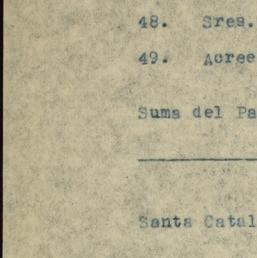 48. Sres.
49. Acree
Suma del Pa
Santa Catal